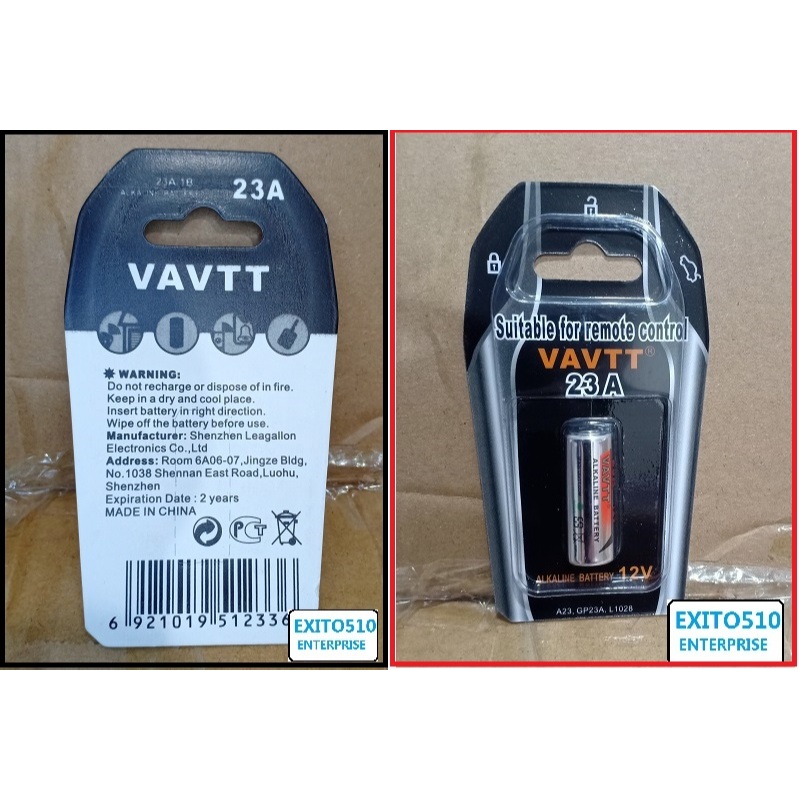 23A 1B
ALKALINE BATTERY
23A
VAVTT
WARNING:
Do not recharge or dispose of in fire.
Keep in a dry and cool place.
Insert battery in right direction.
Wipe off the battery before use.
Manufacturer: Shenzhen Leagallon
Electronics Co.,Ltd
Address: Room 6A06-07,Jingze Bldg,
No.1038 Shennan East Road,Luohu,
Shenzhen
Expiration Date : 2 years
MADE IN CHINA
PCT
6 921019 512336
EXITO510
ENTERPRISE
Suitable for remote control
VAVTT®
23 A
VAVTT
ALKALINE BATTERY
ALKALINE BATTERY 12V
A23, GP23A, L1028
EXITO510
ENTERPRISE